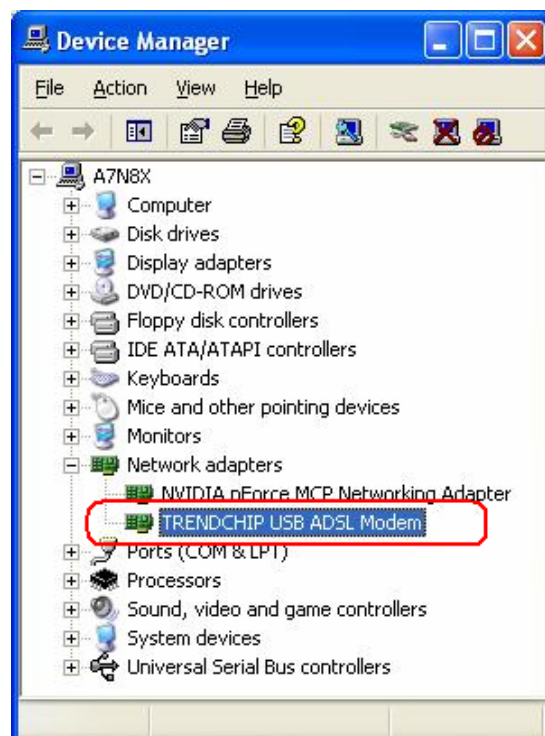 Device Manager
File Action View Help
A7N8X
Computer
Disk drives
Display adapters
DVD/CD-ROM drives
Floppy disk controllers
IDE ATA/ATAPI controllers
Keyboards
Mice and other pointing devices
Monitors
Network adapters
NVIDIA nForce MCP Networking Adapter
TRENDCHIP USB ADSL Modem
Ports (COM & LPT)
Processors
Sound, video and game controllers
System devices
Universal Serial Bus controllers